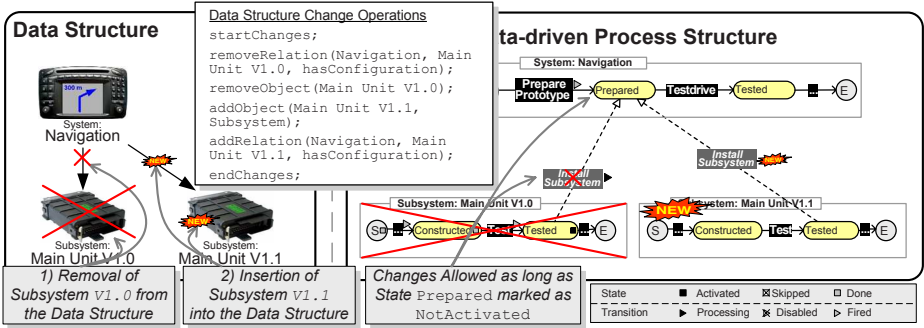 Data Structure
Data Structure Change Operations
startChanges;
removeRelation(Navigation, Main
Unit V1.0, hasConfiguration);
removeObject(Main Unit V1.0);
addObject(Main Unit V1.1,
Subsystem);
addRelation(Navigation, Main
Unit V1.1, hasConfiguration);
endChanges;
ta-driven Process Structure
System: Navigation
Prepare
Prototype
Prepared
Testdrive
Tested
...
E
300 m
System:
Navigation
NEW
NEW
Subsystem:
Main Unit V1.0
Subsystem:
Main Unit V1.1
Install
Subsystem
Install
Subsystem
NEW
Subsystem: Main Unit V1.0
S
...
Constructed
Test
Tested
...
E
NEW
Subsystem: Main Unit V1.1
S
...
Constructed
Test
Tested
...
E
1) Removal of
Subsystem V1.0 from
the Data Structure
2) Insertion of
Subsystem V1.1
into the Data Structure
Changes Allowed as long as
State Prepared marked as
NotActivated
State Activated Skipped Done
Transition Processing Disabled Fired